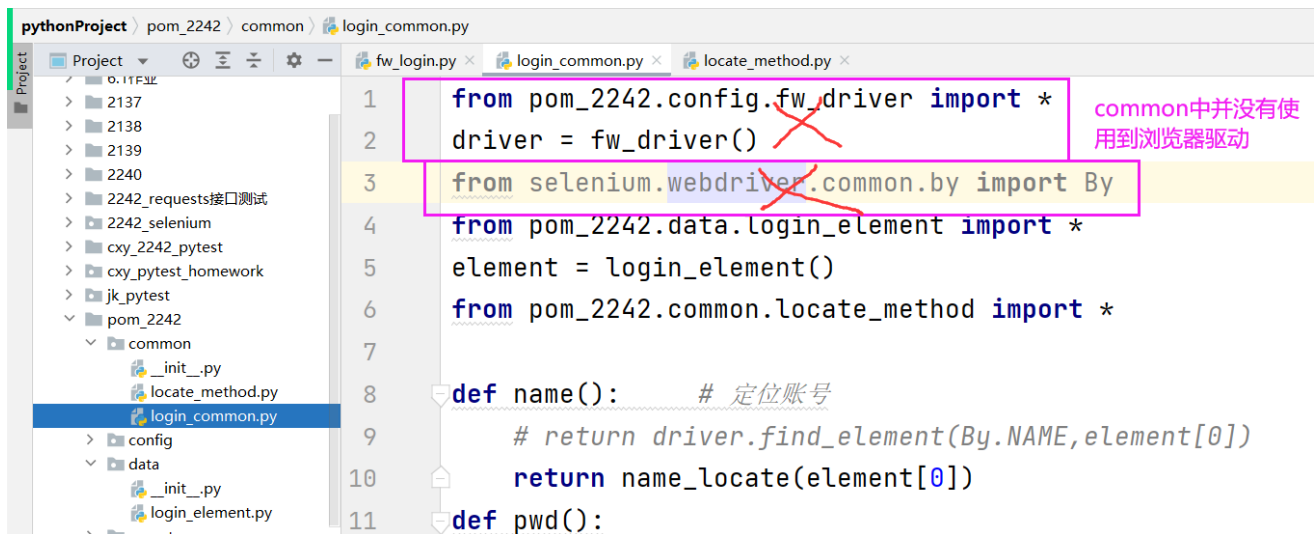 pythonProject 〉 pom_2242 〉 common 〉 login_common.py
Project
Project
fw_login.py × login_common.py × locate_method.py ×
6.1作业
2137
2138
2139
2240
2242_requests接口测试
2242_selenium
cxy_2242_pytest
cxy_pytest_homework
jk_pytest
pom_2242
common
__init__.py
locate_method.py
login_common.py
config
data
__init__.py
login_element.py
1 from pom_2242.config.fw_driver import *
2 driver = fw_driver()
3 from selenium.webdriver.common.by import By
4 from pom_2242.data.login_element import *
5 element = login_element()
6 from pom_2242.common.locate_method import *
7
8 def name(): # 定位账号
9 # return driver.find_element(By.NAME,element[0])
10 return name_locate(element[0])
11 def pwd():
common中并没有使
用到浏览器驱动